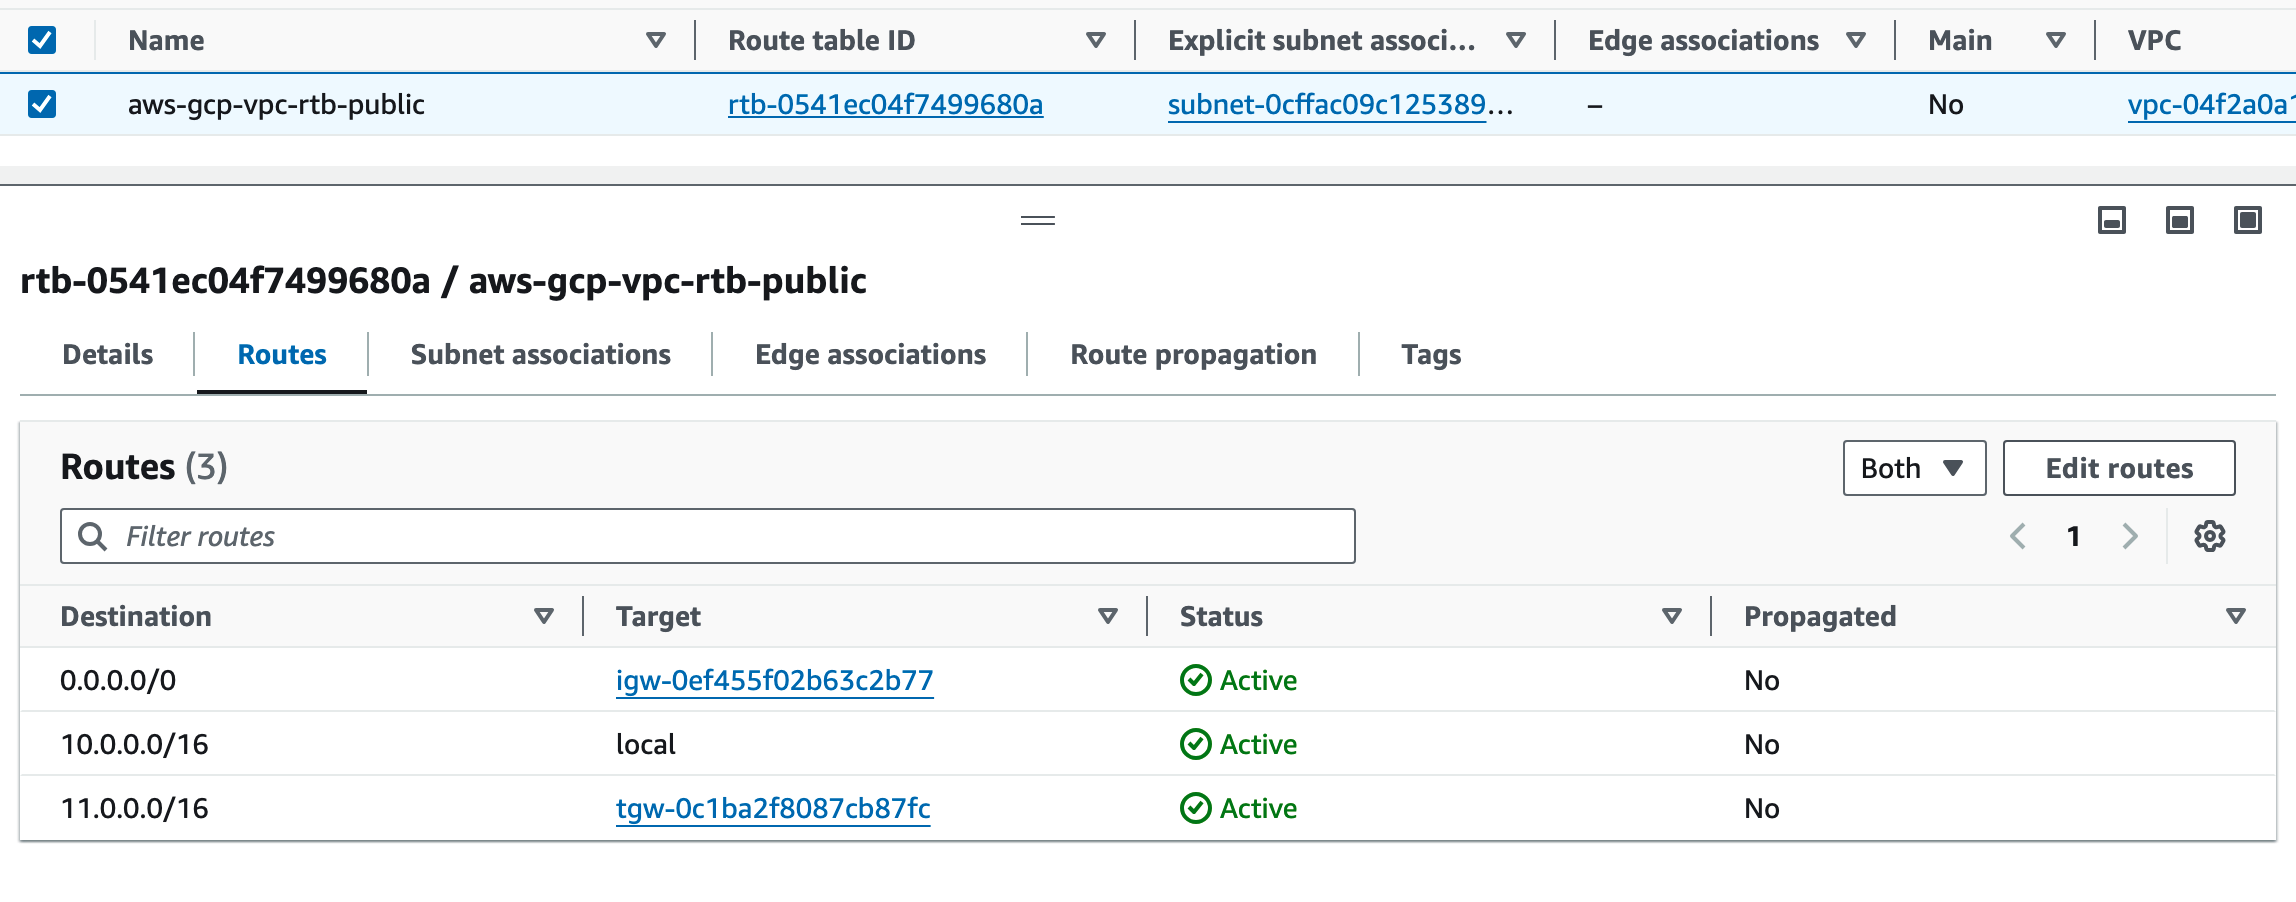 Name Route table ID Explicit subnet associ... Edge associations Main VPC
aws-gcp-vpc-rtb-public rtb-0541ec04f7499680a subnet-0cffac09c125389... – No vpc-04f2a0a1
rtb-0541ec04f7499680a / aws-gcp-vpc-rtb-public
Details Routes Subnet associations Edge associations Route propagation Tags
Routes (3) Both Edit routes
Filter routes 1
Destination Target Status Propagated
0.0.0.0/0 igw-0ef455f02b63c2b77 Active No
10.0.0.0/16 local Active No
11.0.0.0/16 tgw-0c1ba2f8087cb87fc Active No